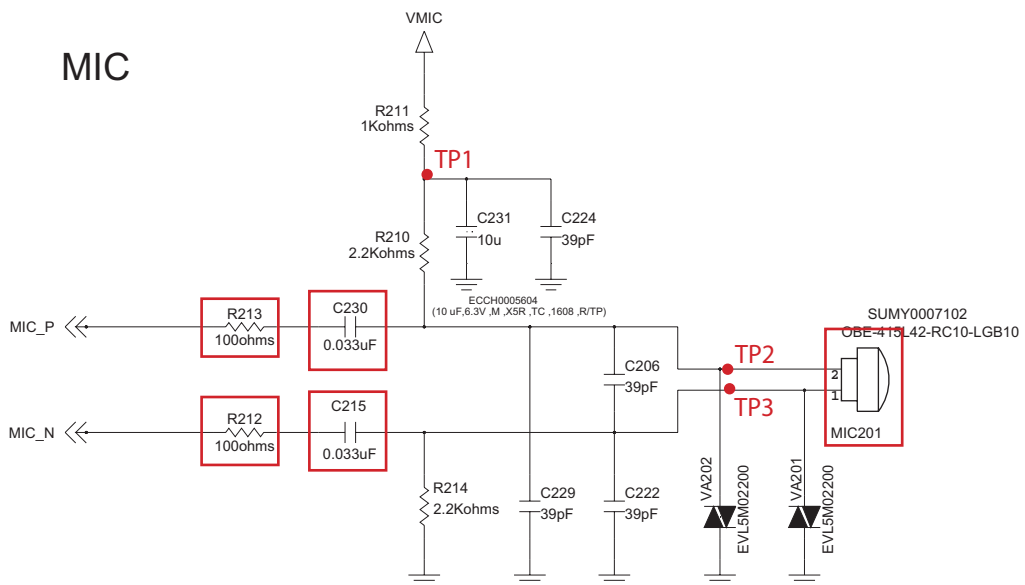 VMIC
MIC
R211
1Kohms
TP1
C231
10u
C224
39pF
R210
2.2Kohms
ECCH0005604
(10 uF,6.3V ,M ,X5R ,TC ,1608 ,R/TP)
MIC_P
R213
100ohms
C230
0.033uF
SUMY0007102
OBE-415L42-RC10-LGB10
TP2
2
C206
39pF
1
TP3
MIC201
MIC_N
R212
100ohms
C215
0.033uF
R214
2.2Kohms
C229
39pF
C222
39pF
VA202
EVL5M02200
VA201
EVL5M02200